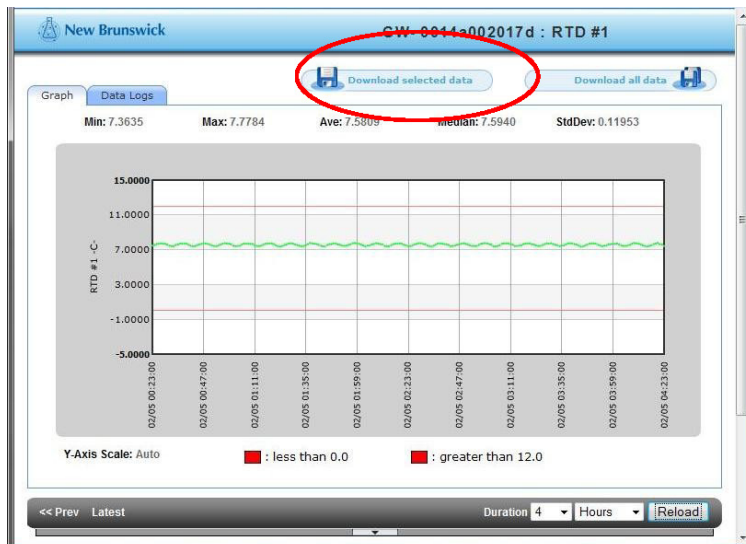 New Brunswick
GW- 0014a002017d : RTD #1
Download selected data
Download all data
Graph
Data Logs
Min: 7.3635
Max: 7.7784
Ave: 7.5809
Median: 7.5940
StdDev: 0.11953
15.0000
11.0000
7.0000
3.0000
-1.0000
-5.0000
RTD #1 -C-
02/05 00:23:00
02/05 00:47:00
02/05 01:11:00
02/05 01:35:00
02/05 01:59:00
02/05 02:23:00
02/05 02:47:00
02/05 03:11:00
02/05 03:35:00
02/05 03:59:00
02/05 04:23:00
Y-Axis Scale: Auto
: less than 0.0
: greater than 12.0
<< Prev
Latest
Duration
4
Hours
Reload